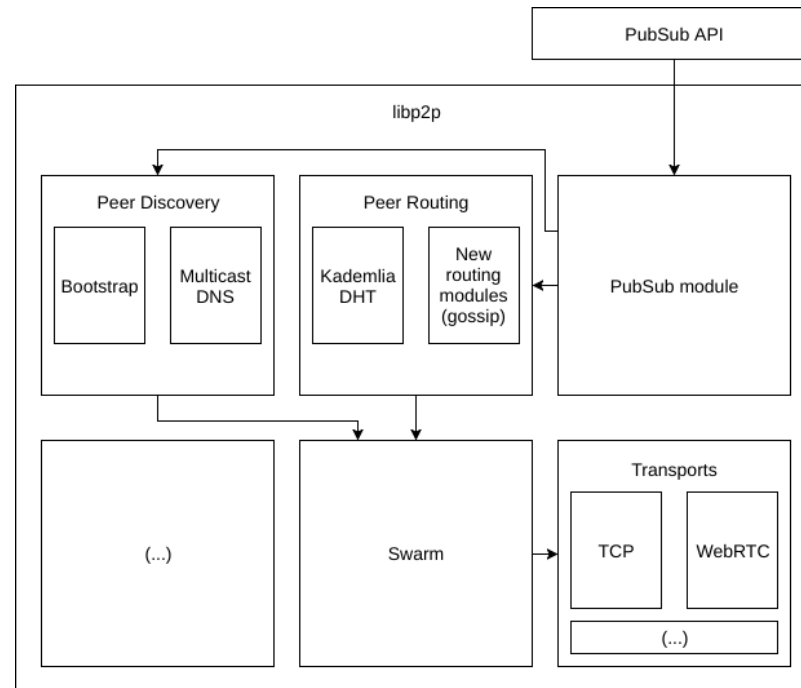 PubSub API
libp2p
Peer Discovery
Bootstrap
Multicast
DNS
Peer Routing
Kademlia
DHT
New
routing
modules
(gossip)
PubSub module
(...)
Swarm
Transports
TCP
WebRTC
(...)